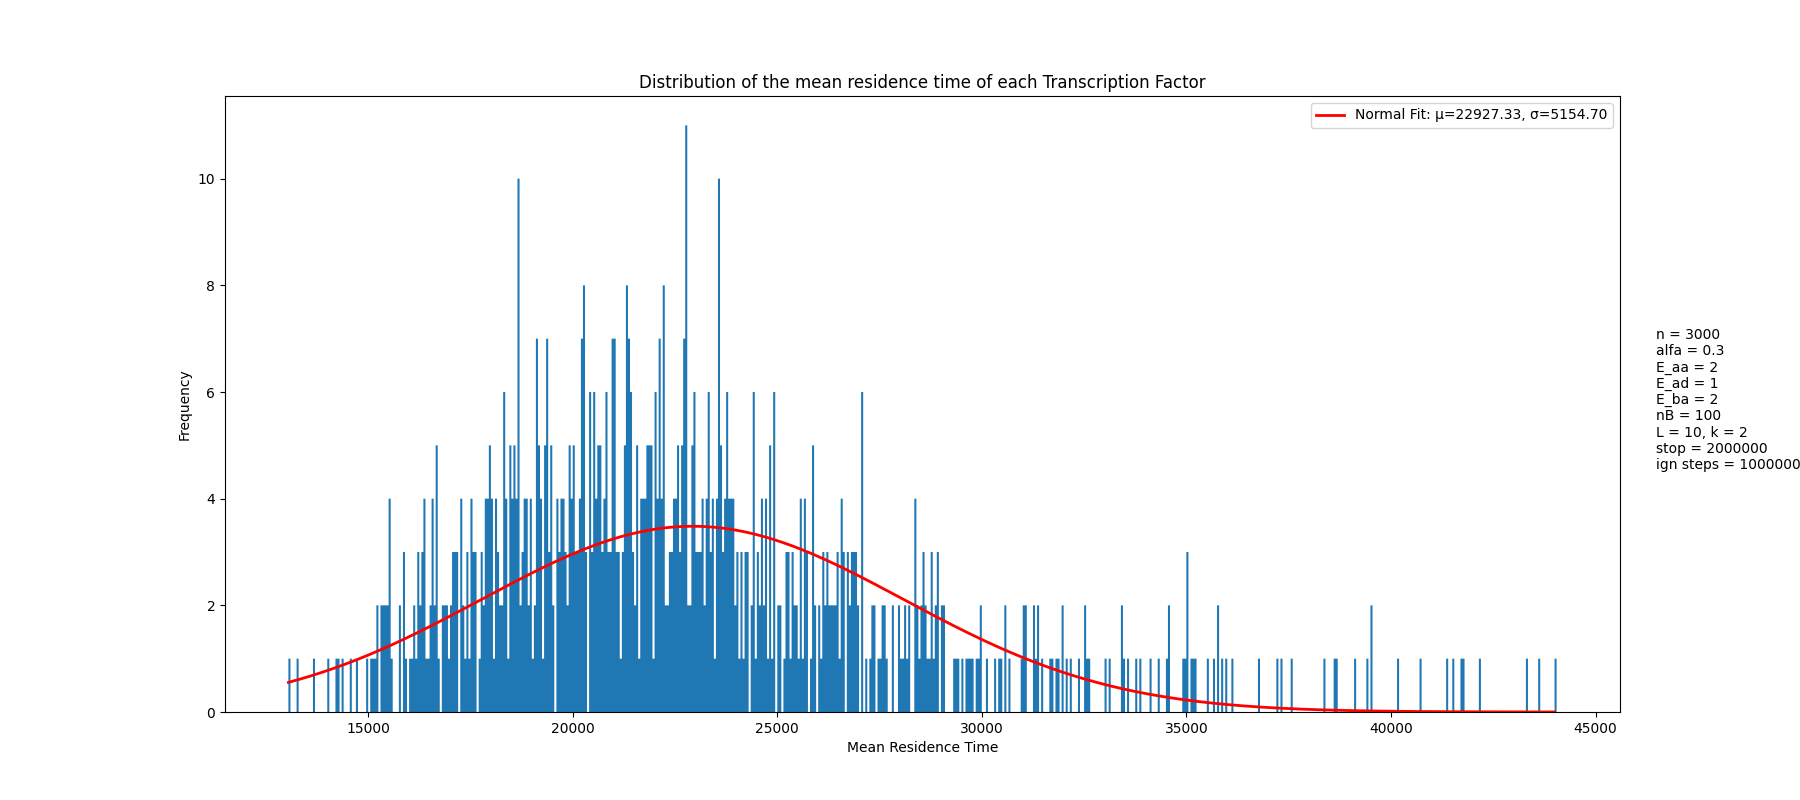 Distribution of the mean residence time of each Transcription Factor
Normal Fit: μ=22927.33, σ=5154.70
Frequency
10
8
6
4
2
0
15000 20000 25000 30000 35000 40000 45000
Mean Residence Time
n = 3000
alfa = 0.3
E_aa = 2
E_ad = 1
E_ba = 2
nB = 100
L = 10, k = 2
stop = 2000000
ign steps = 1000000